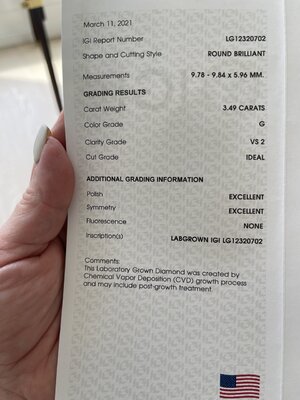 March 11, 2021
IGI Report Number LG12320702
Shape and Cutting Style ROUND BRILLIANT
Measurements 9.78 - 9.84 x 5.96 MM.
GRADING RESULTS
Carat Weight 3.49 CARATS
Color Grade G
Clarity Grade VS 2
Cut Grade IDEAL
ADDITIONAL GRADING INFORMATION
Polish EXCELLENT
Symmetry EXCELLENT
Fluorescence NONE
Inscription(s) LABGROWN IGI LG12320702
Comments:
This Laboratory Grown Diamond was created by
Chemical Vapor Deposition (CVD) growth process
and may include post-growth treatment.